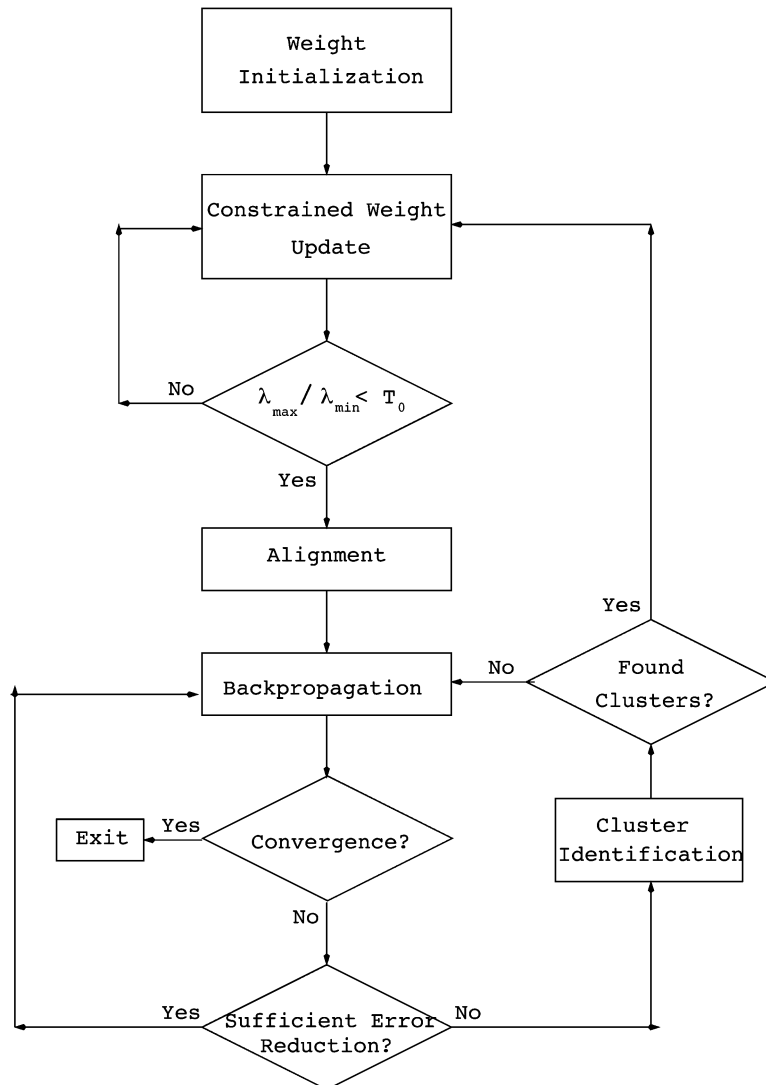 Weight
Initialization
Constrained Weight
Update
No
λmax / λmin < T0
Yes
Alignment
Yes
Found
Clusters?
No
Backpropagation
Cluster
Identification
Yes
Exit
Convergence?
No
Yes
Sufficient Error
Reduction?
No